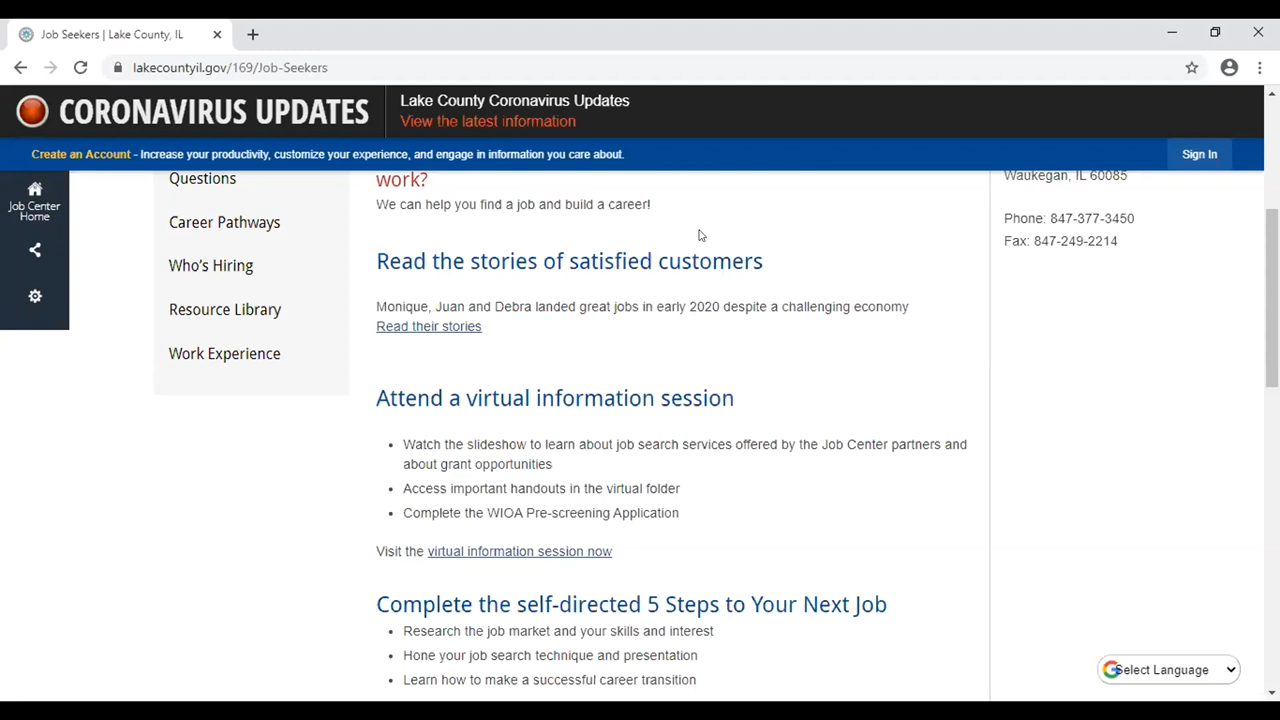 Job Seekers | Lake County, IL
lakecountyil.gov/169/Job-Seekers
CORONAVIRUS UPDATES
Lake County Coronavirus Updates
View the latest information
Create an Account - Increase your productivity, customize your experience, and engage in information you care about.
Sign In
Job Center
Home
Questions
Career Pathways
Who's Hiring
Resource Library
Work Experience
work?
We can help you find a job and build a career!
Read the stories of satisfied customers
Monique, Juan and Debra landed great jobs in early 2020 despite a challenging economy
Read their stories
Attend a virtual information session
• Watch the slideshow to learn about job search services offered by the Job Center partners and
about grant opportunities
• Access important handouts in the virtual folder
• Complete the WIOA Pre-screening Application
Visit the virtual information session now
Complete the self-directed 5 Steps to Your Next Job
• Research the job market and your skills and interest
• Hone your job search technique and presentation
• Learn how to make a successful career transition
Waukegan, IL 60085
Phone: 847-377-3450
Fax: 847-249-2214
Select Language